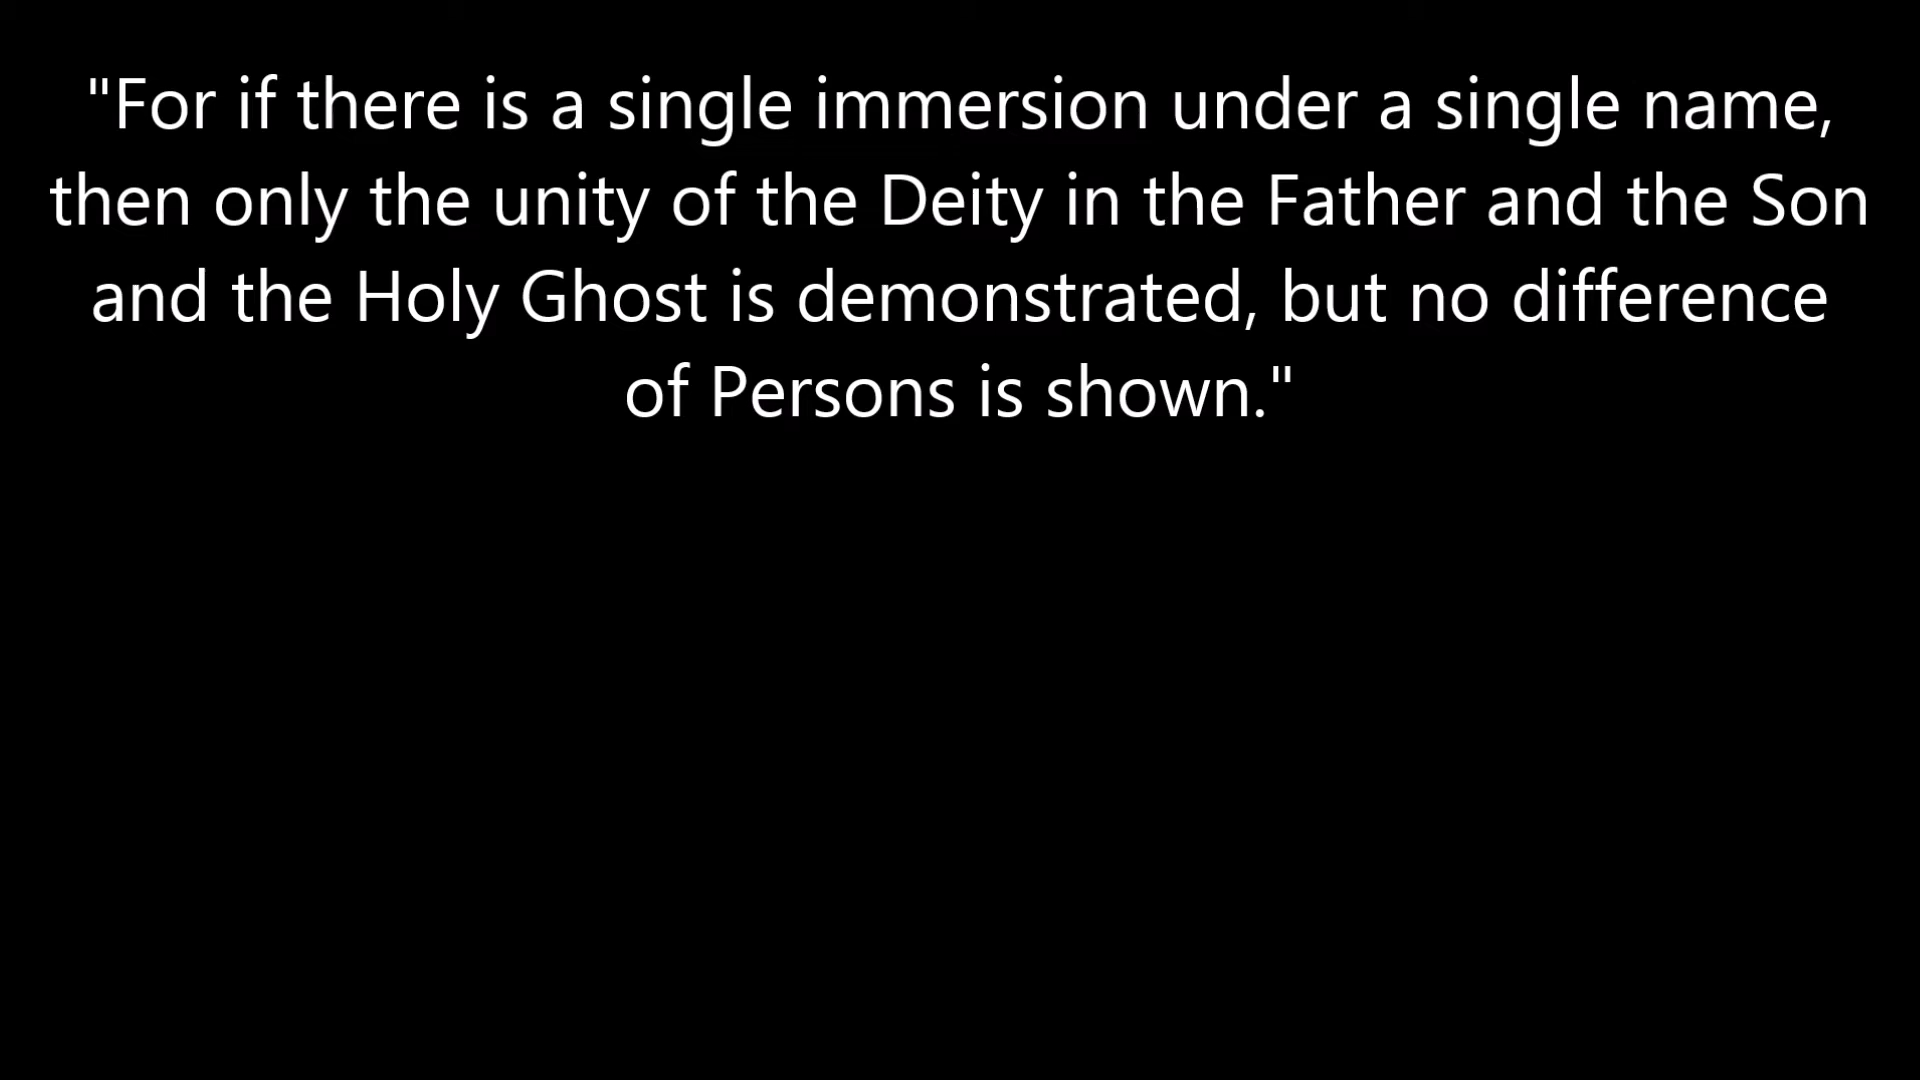 "For if there is a single immersion under a single name,
then only the unity of the Deity in the Father and the Son
and the Holy Ghost is demonstrated, but no difference
of Persons is shown."